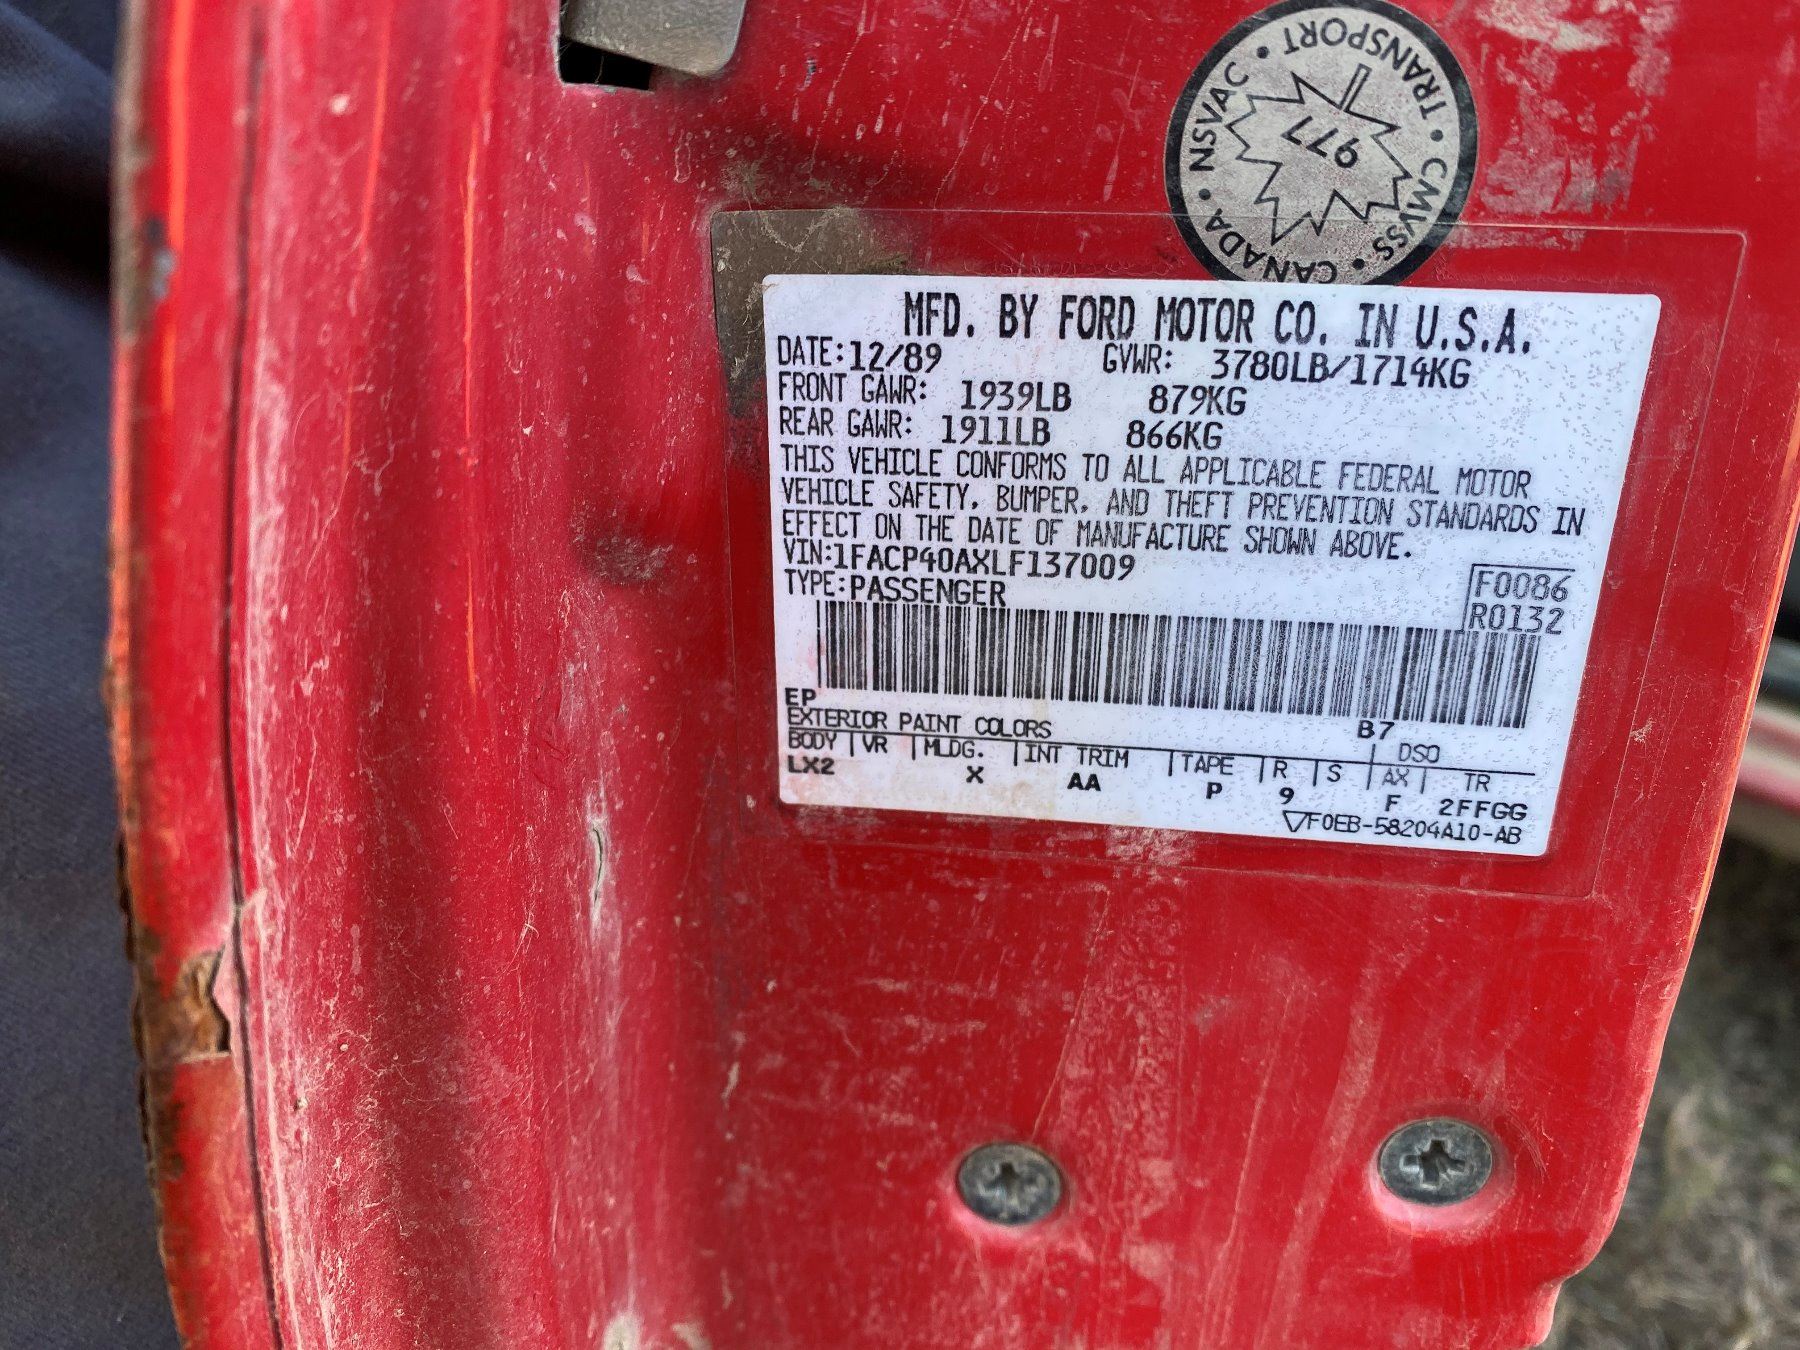 CANADA • NSVAC • TRANSPORT • CMVSS •
977
MFD. BY FORD MOTOR CO. IN U.S.A.
DATE: 12/89 GVWR: 3780LB/1714KG
FRONT GAWR: 1939LB 879KG
REAR GAWR: 1911LB 866KG
THIS VEHICLE CONFORMS TO ALL APPLICABLE FEDERAL MOTOR
VEHICLE SAFETY, BUMPER, AND THEFT PREVENTION STANDARDS IN
EFFECT ON THE DATE OF MANUFACTURE SHOWN ABOVE.
VIN:1FACP40AXLF137009
TYPE:PASSENGER
F0086
R0132
EP B7
EXTERIOR PAINT COLORS DSO
BODY VR MLDG. INT TRIM TAPE R S AX TR
LX2 X AA P 9 F 2FFGG
▽F0EB-58204A10-AB